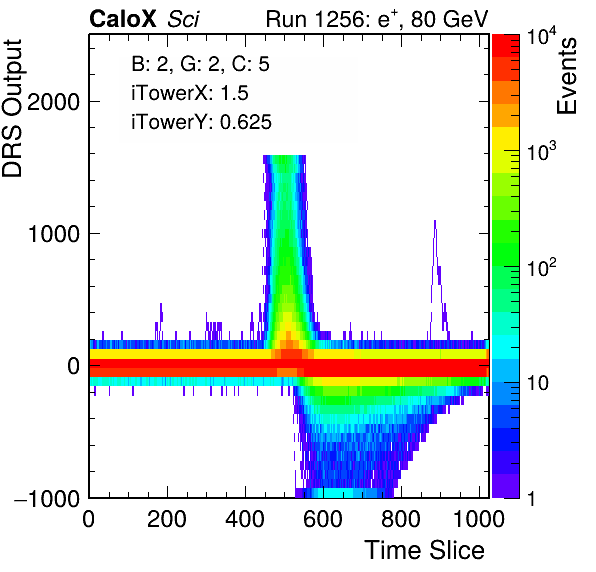 CaloX Sci Run 1256: e+, 80 GeV
B: 2, G: 2, C: 5
iTowerX: 1.5
iTowerY: 0.625
DRS Output
2000
1000
0
−1000
0 200 400 600 800 1000
Time Slice
10^4
10^3
10^2
10
1
Events